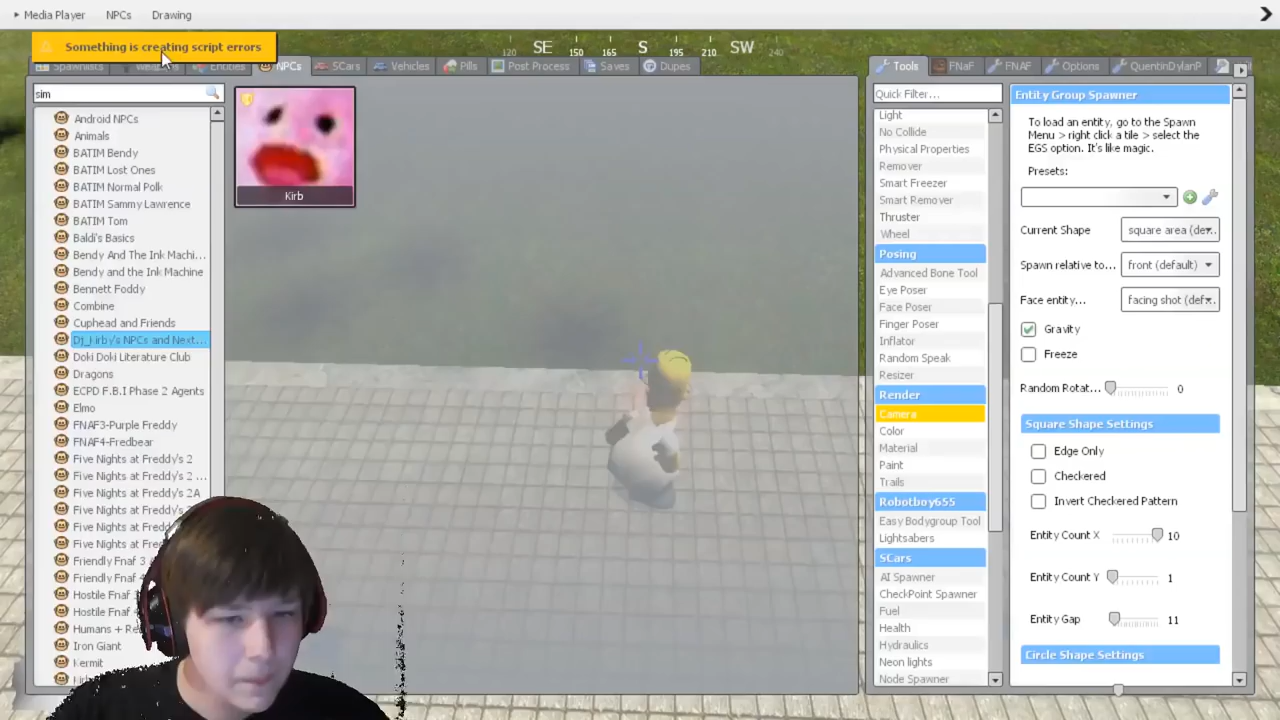 Media Player NPCs Drawing
Something is creating script errors
120 SE 150 165 S 195 210 SW 240
Spawnlists Weapons Entities NPCs SCars Vehicles Pills Post Process Saves Dupes
Tools FNaF FNAF Options QuentinDylanP
sim
Android NPCs
Animals
BATIM Bendy
BATIM Lost Ones
BATIM Normal Polk
BATIM Sammy Lawrence
BATIM Tom
Baldi's Basics
Bendy And The Ink Machi...
Bendy and the Ink Machine
Bennett Foddy
Combine
Cuphead and Friends
DJ_Kirby's NPCs and Next...
Doki Doki Literature Club
Dragons
ECPD F.B.I Phase 2 Agents
Elmo
FNAF3-Purple Freddy
FNAF4-Fredbear
Five Nights at Freddy's 2
Five Nights at Freddy's 2 ...
Five Nights at Freddy's 2A
Five Nights at Fre
Five Nights at Fre
Five Nights at Fre
Friendly Fnaf 3
Friendly Fnaf
Hostile Fnaf
Hostile Fnaf
Humans + Re
Iron Giant
Kermit
Kirb
Quick Filter...
Light
No Collide
Physical Properties
Remover
Smart Freezer
Smart Remover
Thruster
Wheel
Posing
Advanced Bone Tool
Eye Poser
Face Poser
Finger Poser
Inflator
Random Speak
Resizer
Render
Camera
Color
Material
Paint
Trails
Robotboy655
Easy Bodygroup Tool
Lightsabers
SCars
AI Spawner
CheckPoint Spawner
Fuel
Health
Hydraulics
Neon lights
Node Spawner
Entity Group Spawner
To load an entity, go to the Spawn
Menu > right click a tile > select the
EGS option. It's like magic.
Presets:
Current Shape square area (de...
Spawn relative to... front (default)
Face entity... facing shot (def...
Gravity
Freeze
Random Rotat... 0
Square Shape Settings
Edge Only
Checkered
Invert Checkered Pattern
Entity Count X 10
Entity Count Y 1
Entity Gap 11
Circle Shape Settings